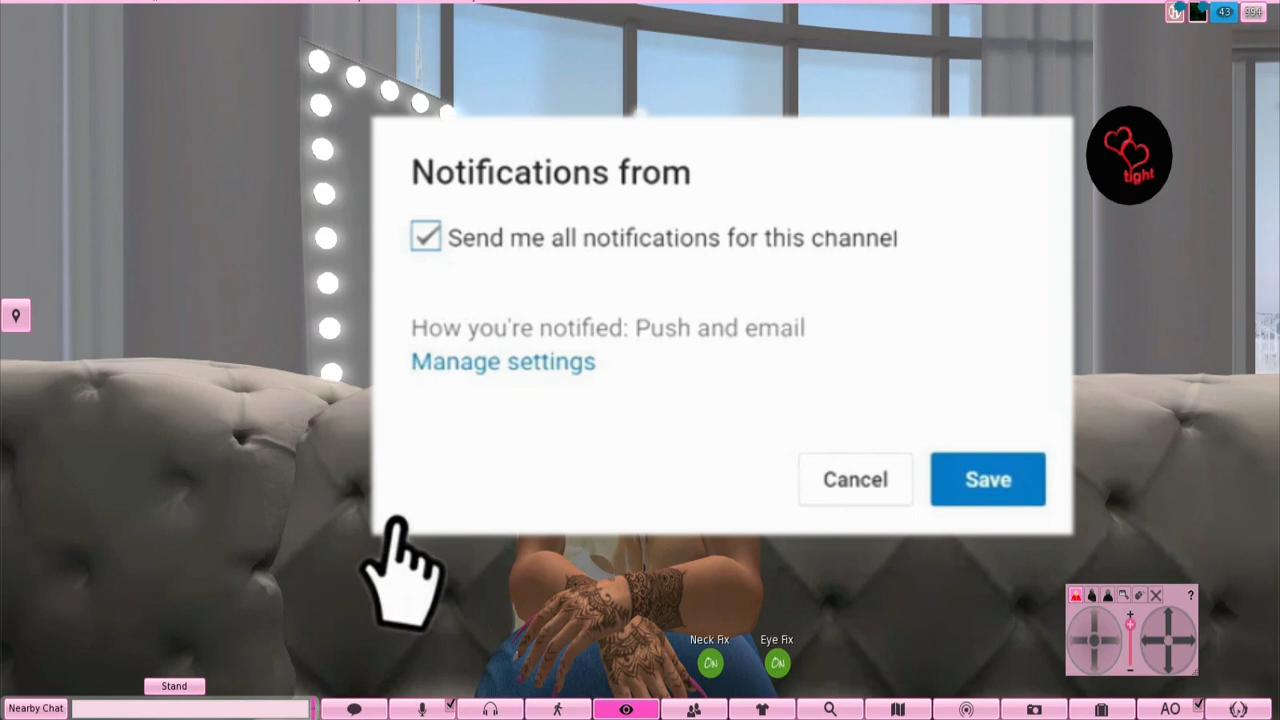 43
99+
tight
Notifications from
Send me all notifications for this channel
How you're notified: Push and email
Manage settings
Cancel
Save
?
Neck Fix
Eye Fix
ON
ON
Stand
Nearby Chat
AO